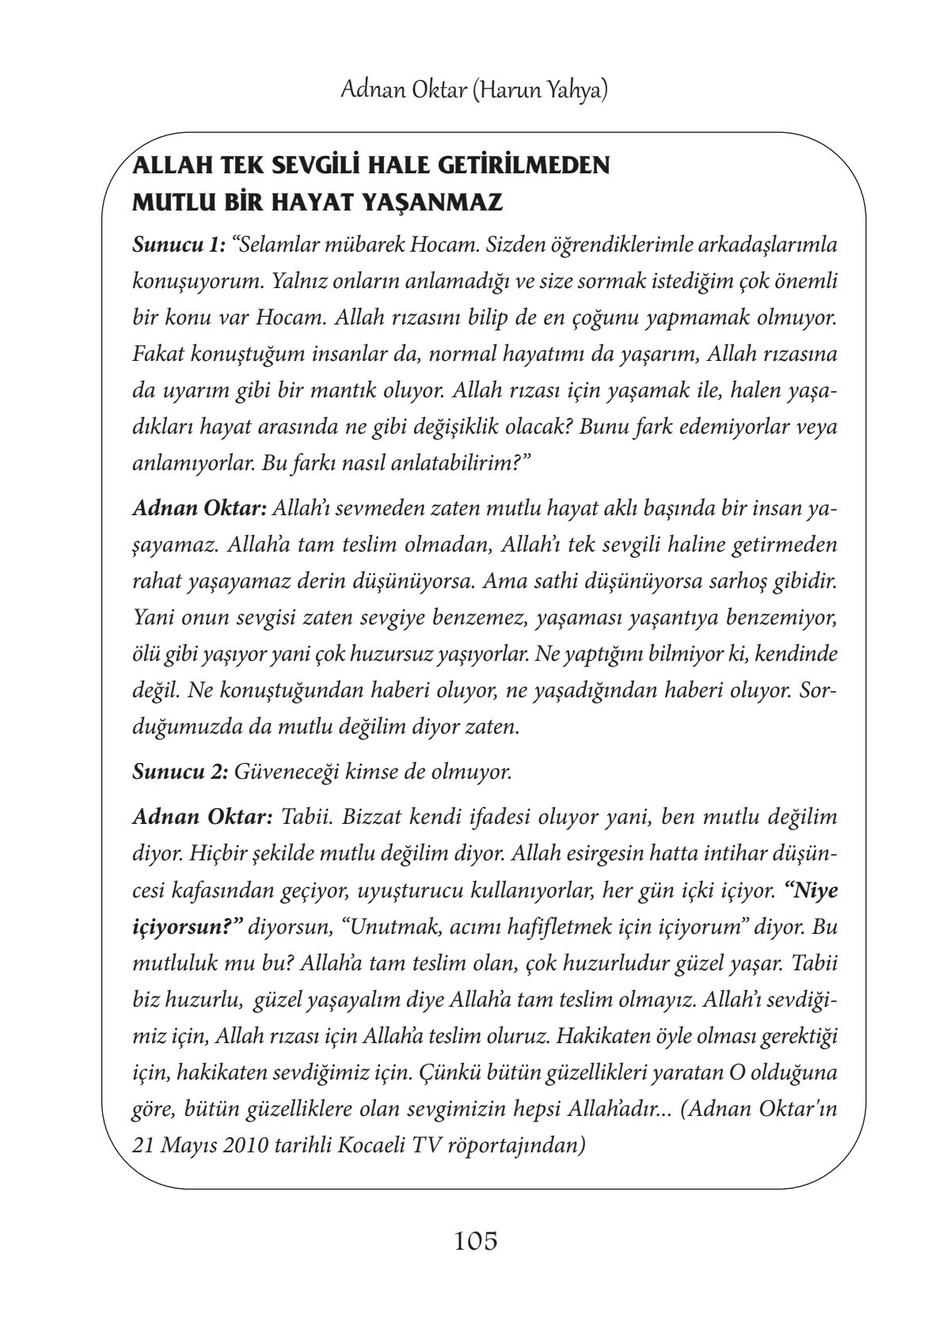 Adnan Oktar (Harun Yahya)
ALLAH TEK SEVGİLİ HALE GETİRİLMEDEN
MUTLU BİR HAYAT YAŞANMAZ
Sunucu 1: “Selamlar mübarek Hocam. Sizden öğrendiklerimle arkadaşlarımla
konuşuyorum. Yalnız onların anlamadığı ve size sormak istediğim çok önemli
bir konu var Hocam. Allah rızasını bilip de en çoğunu yapmamak olmuyor.
Fakat konuştuğum insanlar da, normal hayatımı da yaşarım, Allah rızasına
da uyarım gibi bir mantık oluyor. Allah rızası için yaşamak ile, halen yaşa-
dıkları hayat arasında ne gibi değişiklik olacak? Bunu fark edemiyorlar veya
anlamıyorlar. Bu farkı nasıl anlatabilirim?”
Adnan Oktar: Allah’ı sevmeden zaten mutlu hayat aklı başında bir insan ya-
şayamaz. Allah’a tam teslim olmadan, Allah’ı tek sevgili haline getirmeden
rahat yaşayamaz derin düşünüyorsa. Ama sathi düşünüyorsa sarhoş gibidir.
Yani onun sevgisi zaten sevgiye benzemez, yaşaması yaşantıya benzemiyor,
ölü gibi yaşıyor yani çok huzursuz yaşıyorlar. Ne yaptığını bilmiyor ki, kendinde
değil. Ne konuştuğundan haberi oluyor, ne yaşadığından haberi oluyor. Sor-
duğumuzda da mutlu değilim diyor zaten.
Sunucu 2: Güveneceği kimse de olmuyor.
Adnan Oktar: Tabii. Bizzat kendi ifadesi oluyor yani, ben mutlu değilim
diyor. Hiçbir şekilde mutlu değilim diyor. Allah esirgesin hatta intihar düşün-
cesi kafasından geçiyor, uyuşturucu kullanıyorlar, her gün içki içiyor. “Niye
içiyorsun?” diyorsun, “Unutmak, acımı hafifletmek için içiyorum” diyor. Bu
mutluluk mu bu? Allah’a tam teslim olan, çok huzurludur güzel yaşar. Tabii
biz huzurlu, güzel yaşayalım diye Allah’a tam teslim olmayız. Allah’ı sevdiği-
miz için, Allah rızası için Allah’a teslim oluruz. Hakikaten öyle olması gerektiği
için, hakikaten sevdiğimiz için. Çünkü bütün güzellikleri yaratan O olduğuna
göre, bütün güzelliklere olan sevgimizin hepsi Allah’adır... (Adnan Oktar'ın
21 Mayıs 2010 tarihli Kocaeli TV röportajından)
105